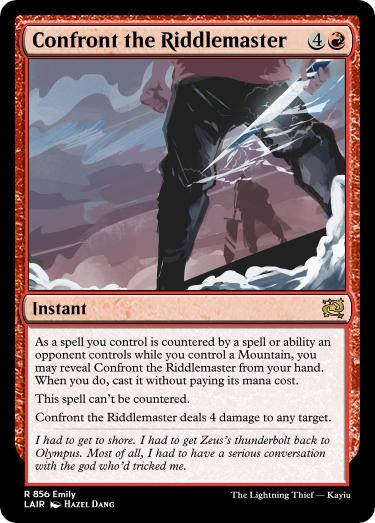 Confront the Riddlemaster 4
Instant
As a spell you control is countered by a spell or ability an
opponent controls while you control a Mountain, you
may reveal Confront the Riddlemaster from your hand.
When you do, cast it without paying its mana cost.
This spell can't be countered.
Confront the Riddlemaster deals 4 damage to any target.
I had to get to shore. I had to get Zeus's thunderbolt back to
Olympus. Most of all, I had to have a serious conversation
with the god who'd tricked me.
R 856 Emily
LAIR HAZEL DANG
The Lightning Thief — Kayiu